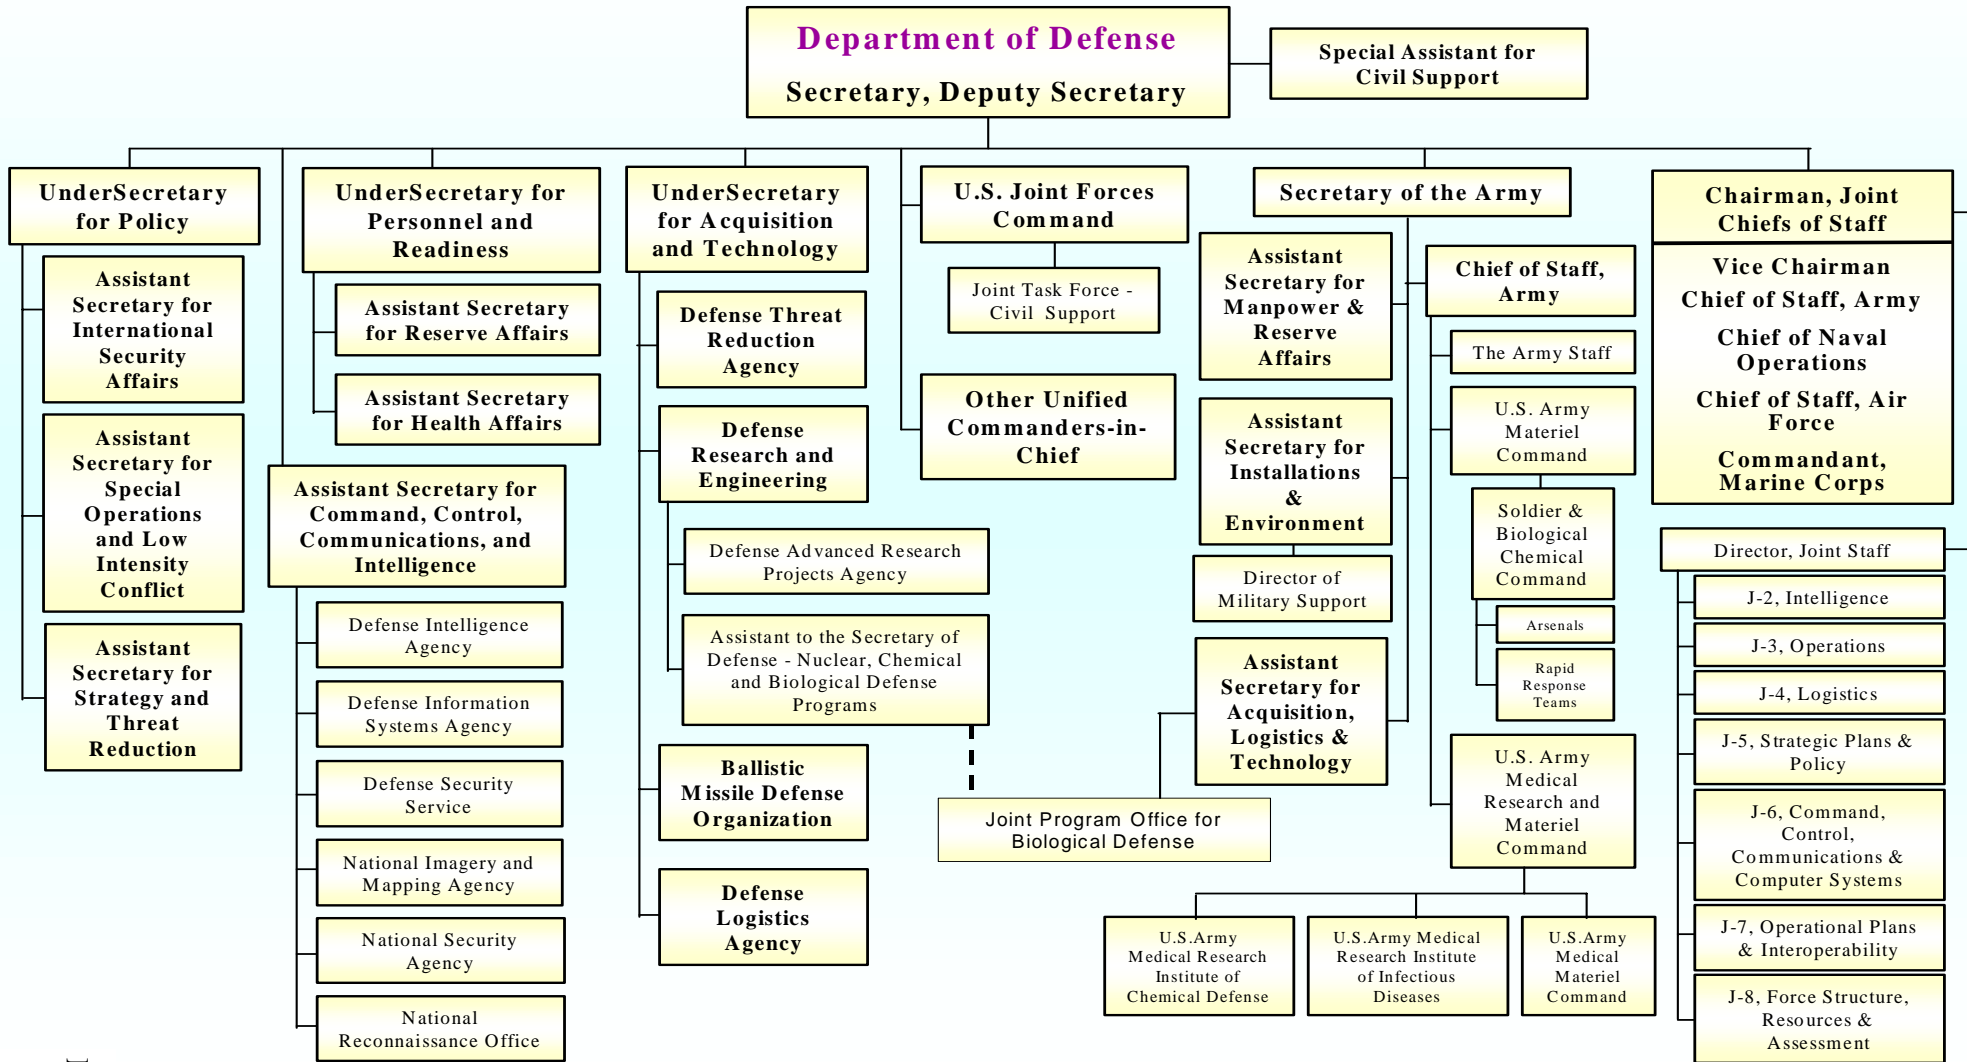 Department of Defense
Secretary, Deputy Secretary
Special Assistant for
Civil Support
UnderSecretary
for Policy
Assistant
Secretary for
International
Security
Affairs
Assistant
Secretary for
Special
Operations
and Low
Intensity
Conflict
Assistant
Secretary for
Strategy and
Threat
Reduction
UnderSecretary for
Personnel and
Readiness
Assistant Secretary
for Reserve Affairs
Assistant Secretary
for Health Affairs
Assistant Secretary for
Command, Control,
Communications, and
Intelligence
Defense Intelligence
Agency
Defense Information
Systems Agency
Defense Security
Service
National Imagery and
Mapping Agency
National Security
Agency
National
Reconnaissance Office
UnderSecretary
for Acquisition
and Technology
Defense Threat
Reduction
Agency
Defense
Research and
Engineering
Defense Advanced Research
Projects Agency
Assistant to the Secretary of
Defense - Nuclear, Chemical
and Biological Defense
Programs
Ballistic
Missile Defense
Organization
Defense
Logistics
Agency
U.S. Joint Forces
Command
Joint Task Force -
Civil Support
Other Unified
Commanders-in-
Chief
Joint Program Office for
Biological Defense
Secretary of the Army
Assistant
Secretary for
Manpower &
Reserve
Affairs
Assistant
Secretary for
Installations
&
Environment
Director of
Military Support
Assistant
Secretary for
Acquisition,
Logistics &
Technology
Chief of Staff,
Army
The Army Staff
U.S. Army
Materiel
Command
Soldier &
Biological
Chemical
Command
Arsenals
Rapid
Response
Teams
U.S. Army
Medical
Research and
Materiel
Command
U.S.Army
Medical Research
Institute of
Chemical Defense
U.S.Army Medical
Research Institute
of Infectious
Diseases
U.S.Army
Medical
Materiel
Command
Chairman, Joint
Chiefs of Staff
Vice Chairman
Chief of Staff, Army
Chief of Naval
Operations
Chief of Staff, Air
Force
Commandant,
Marine Corps
Director, Joint Staff
J-2, Intelligence
J-3, Operations
J-4, Logistics
J-5, Strategic Plans &
Policy
J-6, Command,
Control,
Communications &
Computer Systems
J-7, Operational Plans
& Interoperability
J-8, Force Structure,
Resources &
Assessment